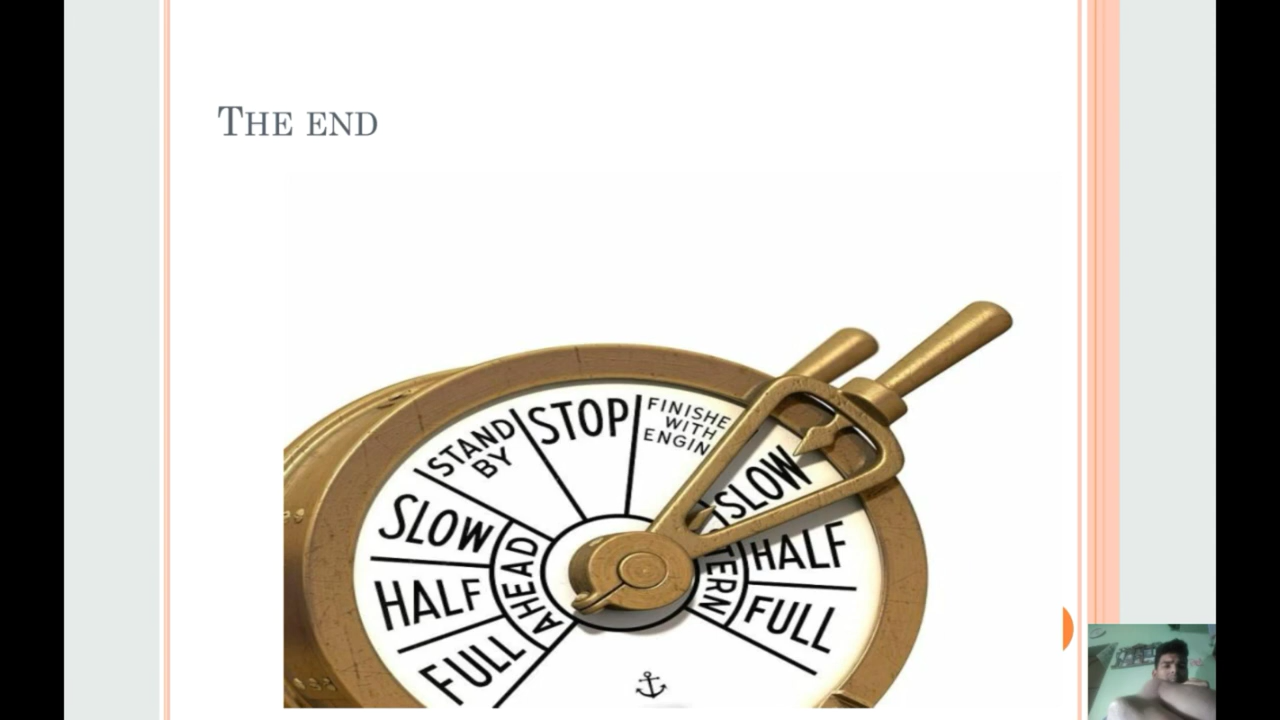 THE END
STAND
BY
STOP
FINISHE
WITH
ENGIN
SLOW
HALF
FULL
AHEAD
SLOW
HALF
FULL
TERN